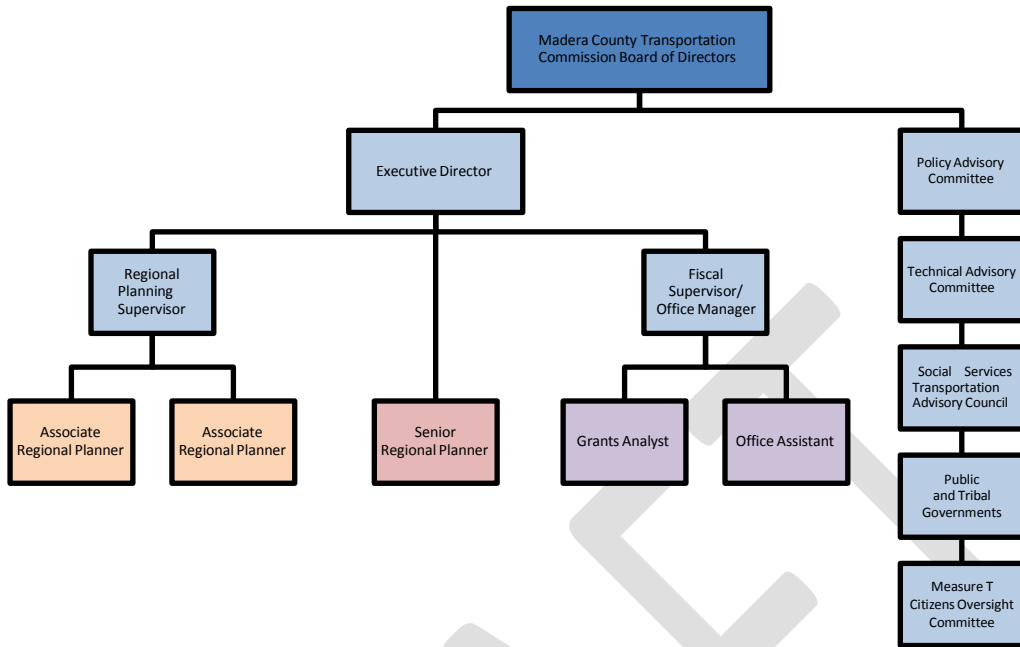 Madera County Transportation
Commission Board of Directors
Executive Director
Policy Advisory
Committee
Regional
Planning
Supervisor
Fiscal
Supervisor/
Office Manager
Technical Advisory
Committee
Social Services
Transportation
Advisory Council
Associate
Regional Planner
Associate
Regional Planner
Senior
Regional Planner
Grants Analyst
Office Assistant
Public
and Tribal
Governments
Measure T
Citizens Oversight
Committee